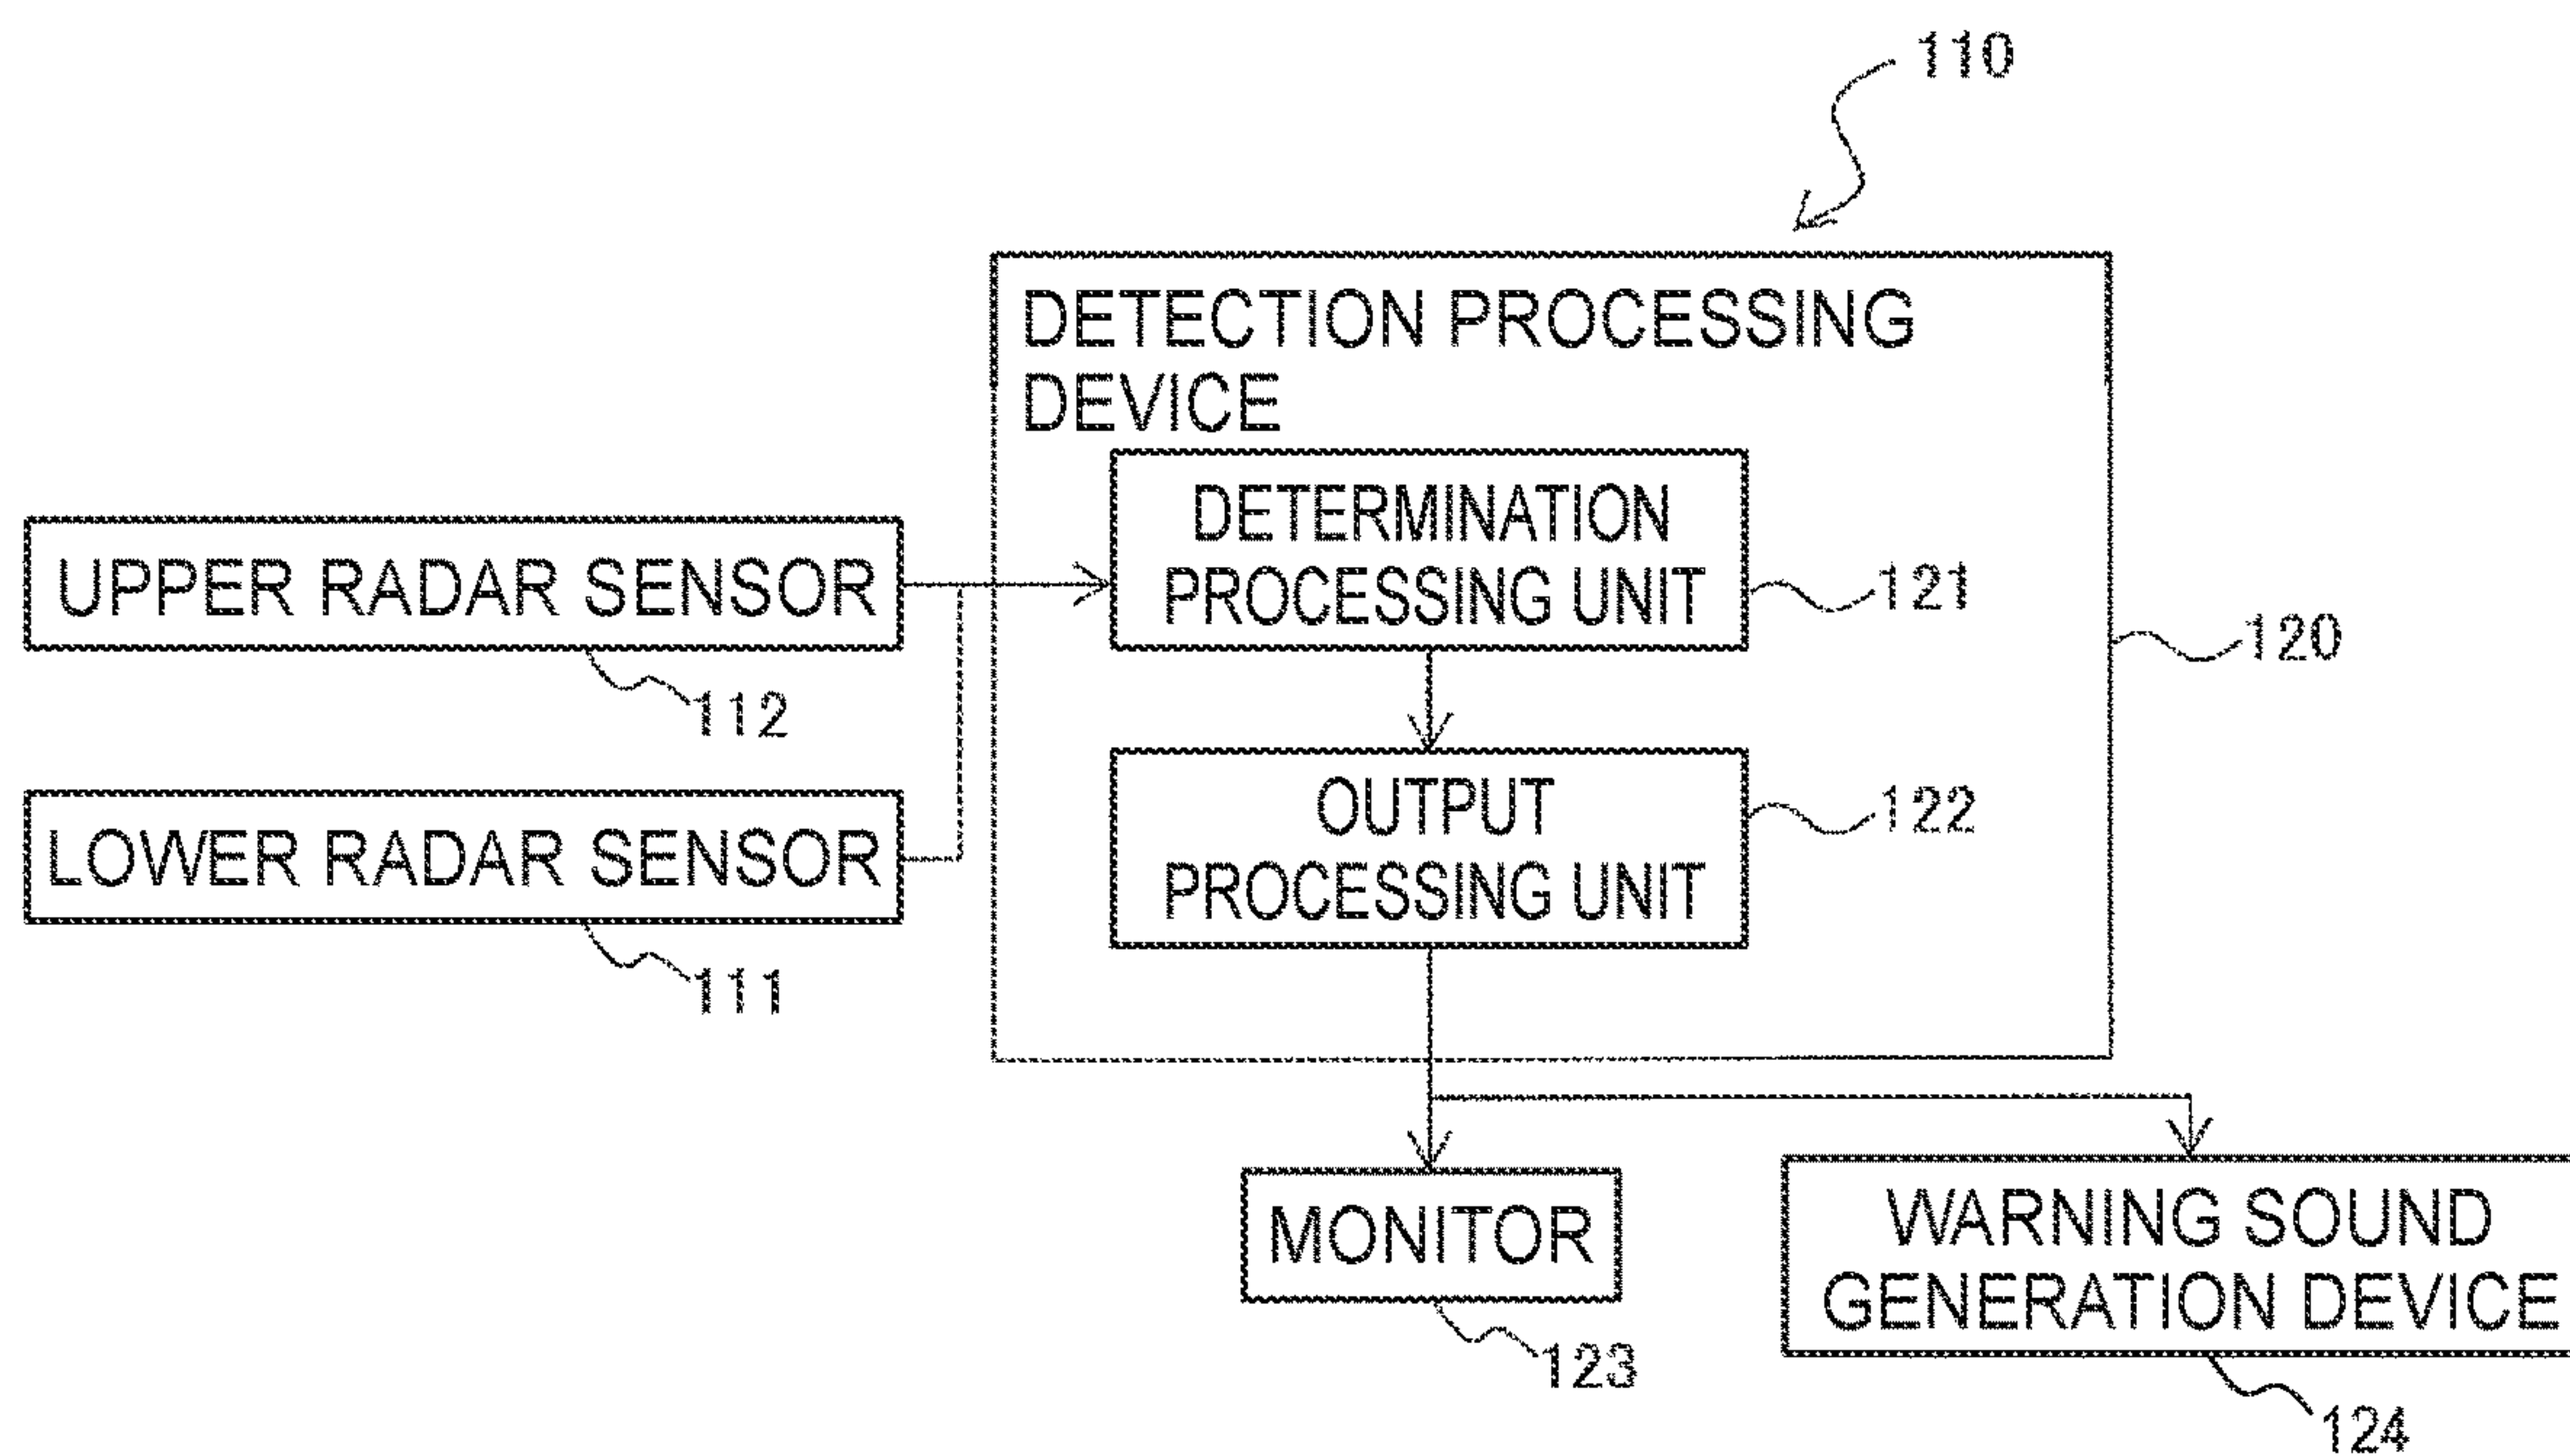 110
DETECTION PROCESSING
DEVICE
DETERMINATION
PROCESSING UNIT
121
120
UPPER RADAR SENSOR
112
OUTPUT
PROCESSING UNIT
122
LOWER RADAR SENSOR
111
MONITOR
123
WARNING SOUND
GENERATION DEVICE
124